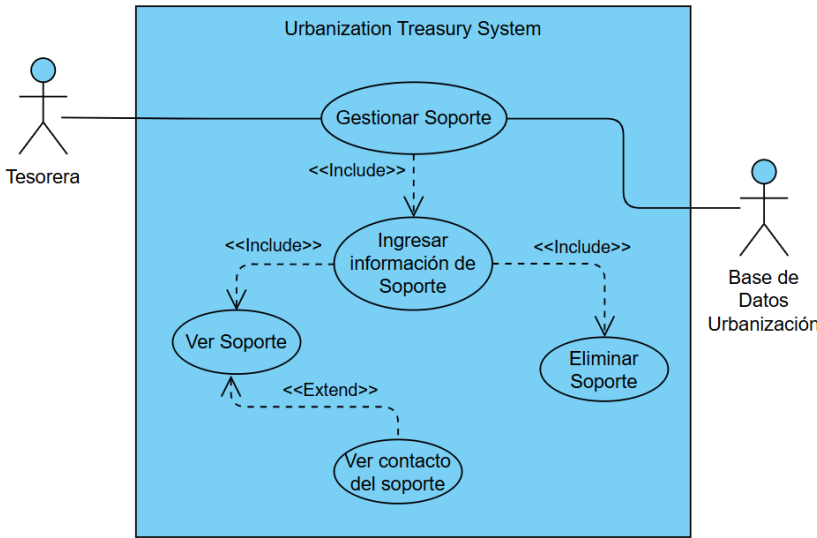 Urbanization Treasury System
Tesorera
Gestionar Soporte
<<Include>>
Ingresar
información de
Soporte
<<Include>>
<<Include>>
Base de
Datos
Urbanización
Ver Soporte
Eliminar
Soporte
<<Extend>>
Ver contacto
del soporte